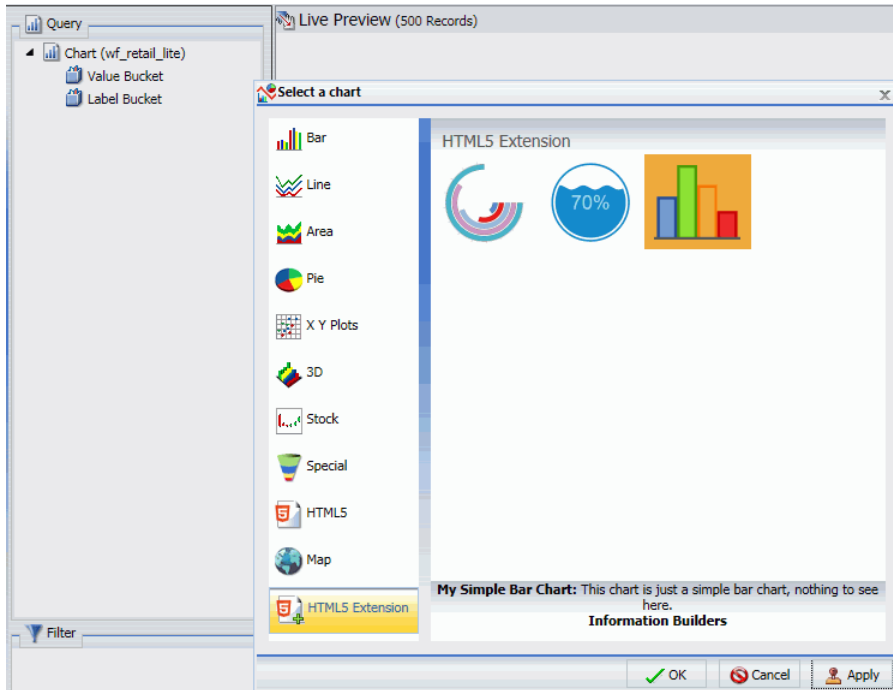 Query
Chart (wf_retail_lite)
Value Bucket
Label Bucket
Live Preview (500 Records)
Select a chart
x
Bar
Line
Area
Pie
X Y Plots
3D
Stock
Special
5 HTML5
Map
5 HTML5 Extension
HTML5 Extension
70%
My Simple Bar Chart: This chart is just a simple bar chart, nothing to see
here.
Information Builders
Filter
OK
Cancel
Apply